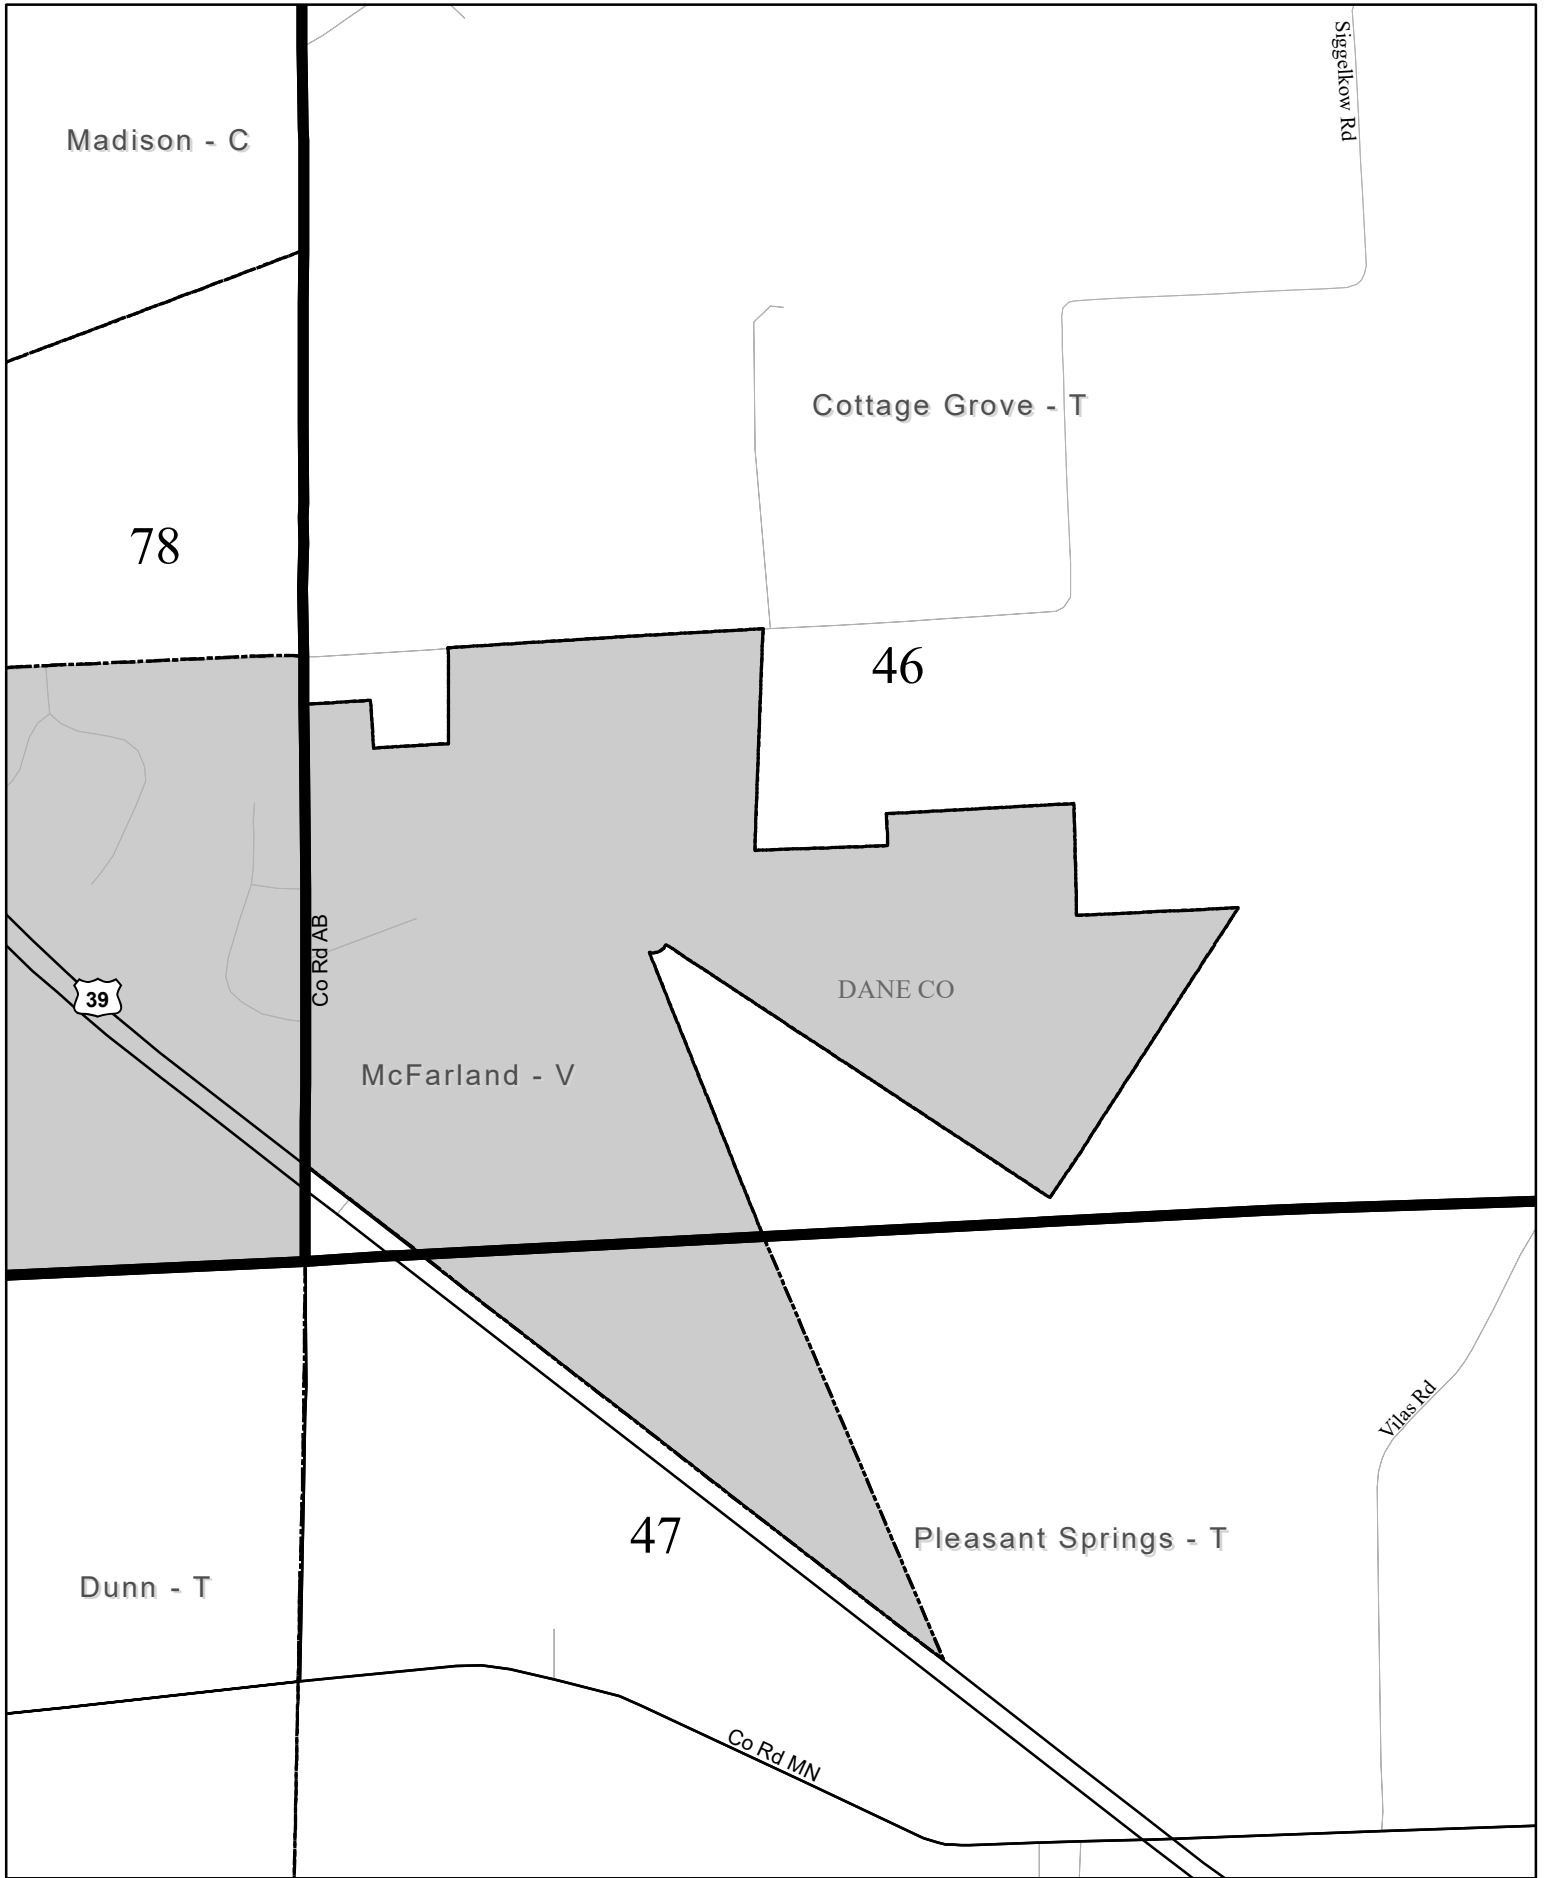 Siggelkow Rd
Madison - C
Cottage Grove - T
78
46
Co Rd AB
39
DANE CO
McFarland - V
Vilas Rd
47
Pleasant Springs - T
Dunn - T
Co Rd MN